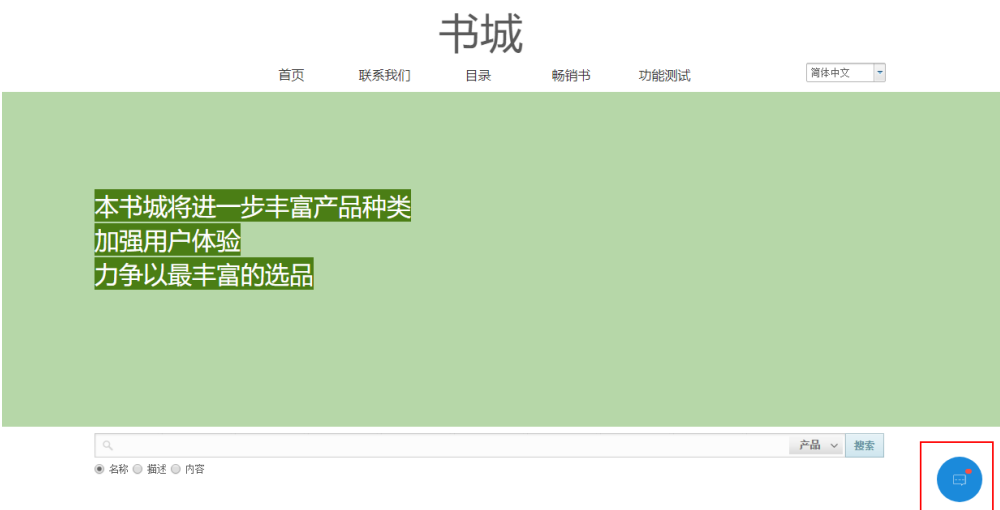 书城
首页 联系我们 目录 畅销书 功能测试 简体中文
本书城将进一步丰富产品种类
加强用户体验
力争以最丰富的选品
产品 搜索
名称 描述 内容